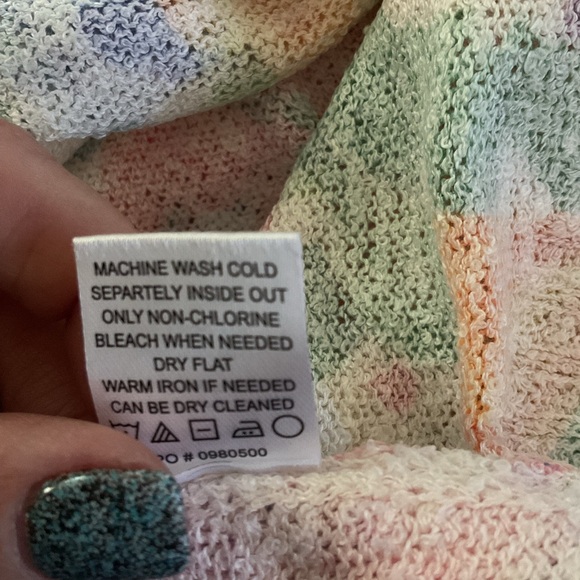 MACHINE WASH COLD
SEPARTELY INSIDE OUT
ONLY NON-CHLORINE
BLEACH WHEN NEEDED
DRY FLAT
WARM IRON IF NEEDED
CAN BE DRY CLEANED
PO # 0980500